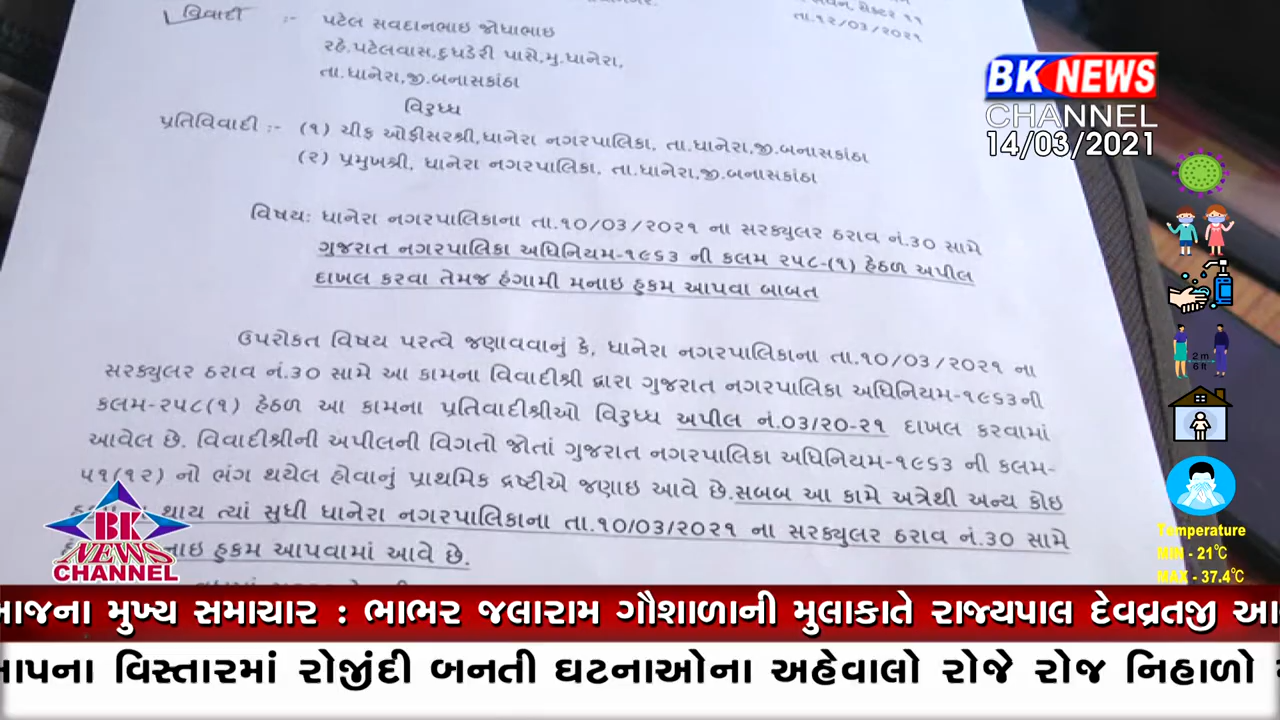 સેક્ટર ૧૧
તા.૧૨/૦૩/૨૦૨૧
વિવાદી :- પટેલ સવદાનભાઇ જોધાભાઇ
રહે.પટેલવાસ,દુધડેરી પાસે,મુ.ધાનેરા,
તા.ધાનેરા,જી.બનાસકાંઠા
વિરુધ્ધ
પ્રતિવિવાદી :- (૧) ચીફ ઓફીસરશ્રી,ધાનેરા નગરપાલિકા, તા.ધાનેરા,જી.બનાસકાંઠા
(૨) પ્રમુખશ્રી, ધાનેરા નગરપાલિકા, તા.ધાનેરા,જી.બનાસકાંઠા
વિષય: ધાનેરા નગરપાલિકાના તા.૧૦/૦૩/૨૦૨૧ ના સરક્યુલર ઠરાવ નં.૩૦ સામે
ગુજરાત નગરપાલિકા અધિનિયમ-૧૯૬૩ ની કલમ ૨૫૮-(૧) હેઠળ અપીલ
દાખલ કરવા તેમજ હંગામી મનાઇ હુકમ આપવા બાબત
ઉપરોકત વિષય પરત્વે જણાવવાનું કે, ધાનેરા નગરપાલિકાના તા.૧૦/૦૩/૨૦૨૧ ના
સરક્યુલર ઠરાવ નં.૩૦ સામે આ કામના વિવાદીશ્રી દ્વારા ગુજરાત નગરપાલિકા અધિનિયમ-૧૯૬૩ની
કલમ-૨૫૮(૧) હેઠળ આ કામના પ્રતિવાદીશ્રીઓ વિરુધ્ધ અપીલ નં.૦૩/૨૦-૨૧ દાખલ કરવામાં
આવેલ છે. વિવાદીશ્રીની અપીલની વિગતો જોતાં ગુજરાત નગરપાલિકા અધિનિયમ-૧૯૬૩ ની કલમ-
૫૧(૧૨) નો ભંગ થયેલ હોવાનું પ્રાથમિક દ્રષ્ટીએ જણાઇ આવે છે.સબબ આ કામે અત્રેથી અન્ય કોઇ
થાય ત્યાં સુધી ધાનેરા નગરપાલિકાના તા.૧૦/૦૩/૨૦૨૧ ના સરક્યુલર ઠરાવ નં.૩૦ સામે
હુકમ આપવામાં આવે છે.
BK NEWS
CHANNEL
14/03/2021
2 m
6 ft
Temperature
MIN - 21℃
MAX - 37.4℃
BK
NEWS
CHANNEL
આજના મુખ્ય સમાચાર : ભાભર જલારામ ગૌશાળાની મુલાકાતે રાજ્યપાલ દેવવ્રતજી આ
આપના વિસ્તારમાં રોજીંદી બનતી ઘટનાઓના અહેવાલો રોજે રોજ નિહાળો